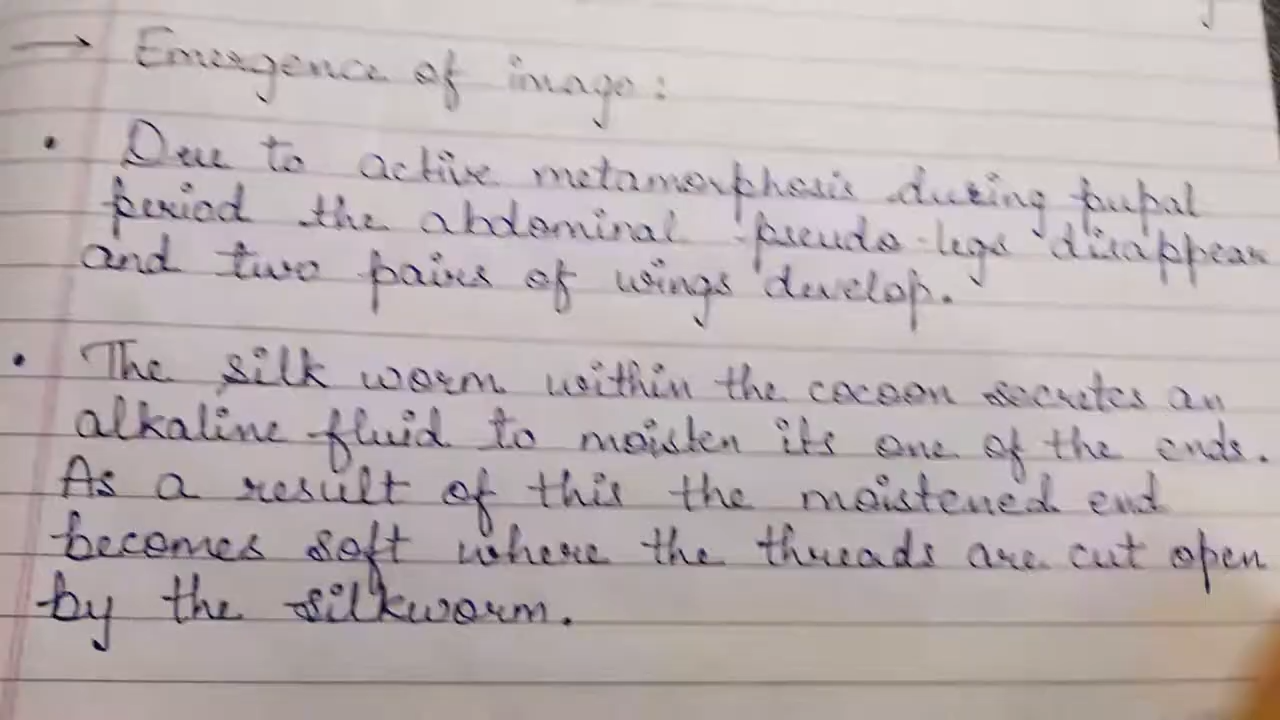 → Emergence of imago:
• Due to active metamorphosis during pupal
period the abdominal pseudo-legs disappear
and two pairs of wings develop.
• The silk worm within the cocoon secretes an
alkaline fluid to moisten its one of the ends.
As a result of this the moistened end
becomes soft where the threads are cut open
by the silkworm.